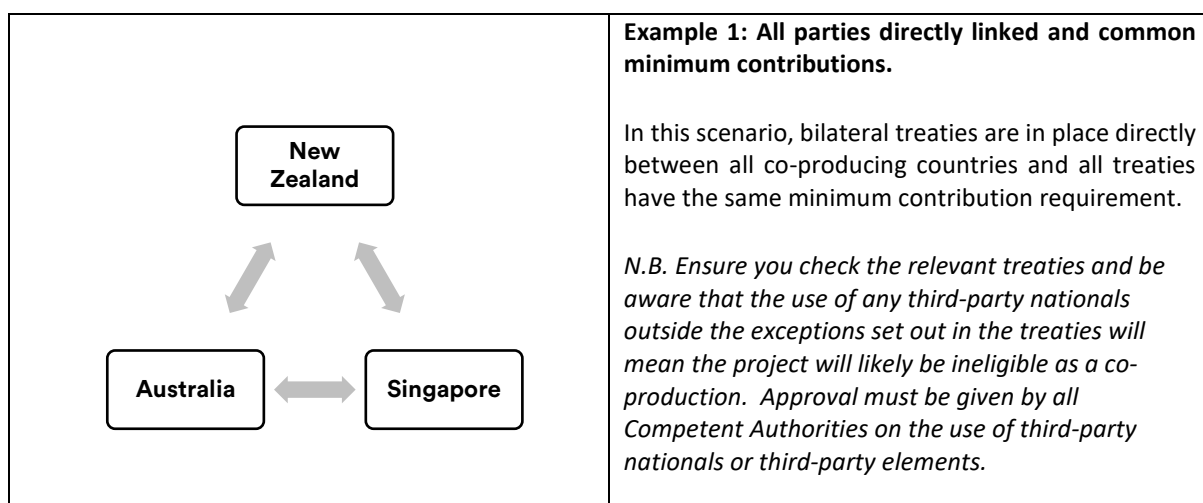 New
Zealand
Australia
Singapore
Example 1: All parties directly linked and common
minimum contributions.
In this scenario, bilateral treaties are in place directly
between all co-producing countries and all treaties
have the same minimum contribution requirement.
N.B. Ensure you check the relevant treaties and be
aware that the use of any third-party nationals
outside the exceptions set out in the treaties will
mean the project will likely be ineligible as a co-
production.  Approval must be given by all
Competent Authorities on the use of third-party
nationals or third-party elements.